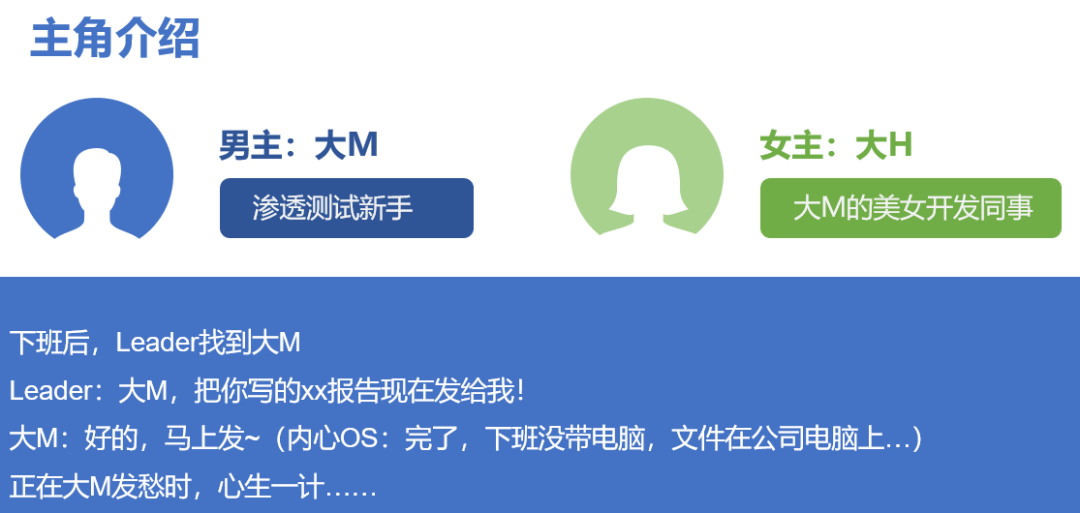 主角介绍
男主：大M
渗透测试新手
女主：大H
大M的美女开发同事
下班后，Leader找到大M
Leader：大M，把你写的xx报告现在发给我！
大M：好的，马上发~（内心OS：完了，下班没带电脑，文件在公司电脑上…）
正在大M发愁时，心生一计……